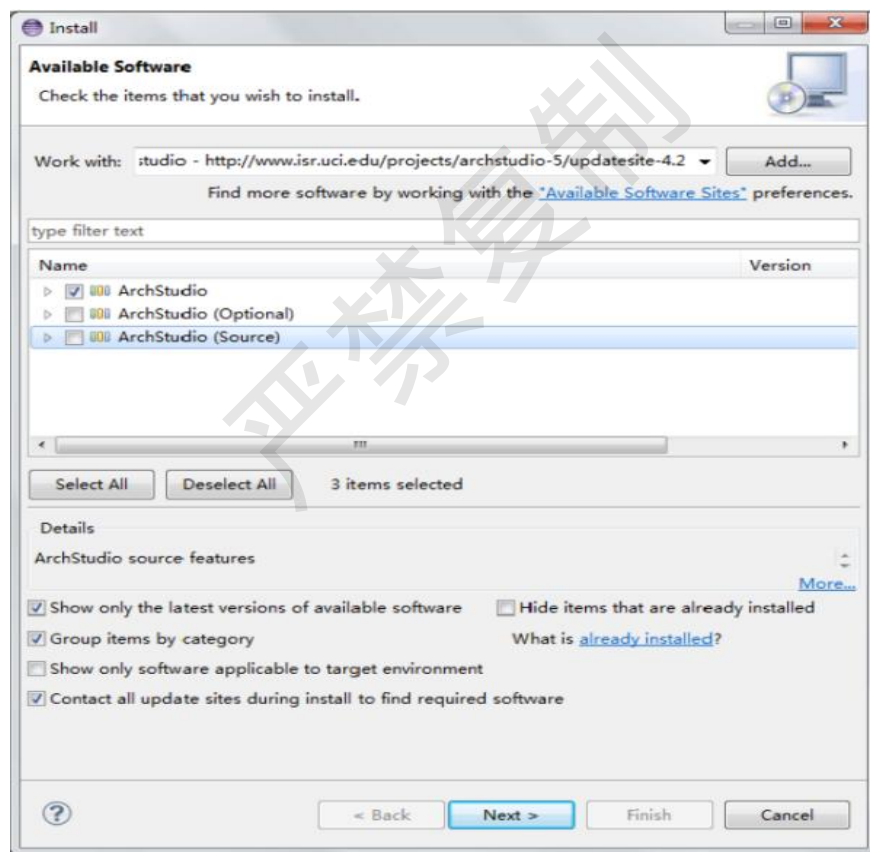 Install
Available Software
Check the items that you wish to install.
Work with: studio - http://www.isr.uci.edu/projects/archstudio-5/updatesite-4.2 Add...
Find more software by working with the "Available Software Sites" preferences.
type filter text
Name Version
ArchStudio
ArchStudio (Optional)
ArchStudio (Source)
Select All Deselect All 3 items selected
Details
ArchStudio source features
More...
Show only the latest versions of available software Hide items that are already installed
Group items by category What is already installed?
Show only software applicable to target environment
Contact all update sites during install to find required software
? < Back Next > Finish Cancel
严禁复制